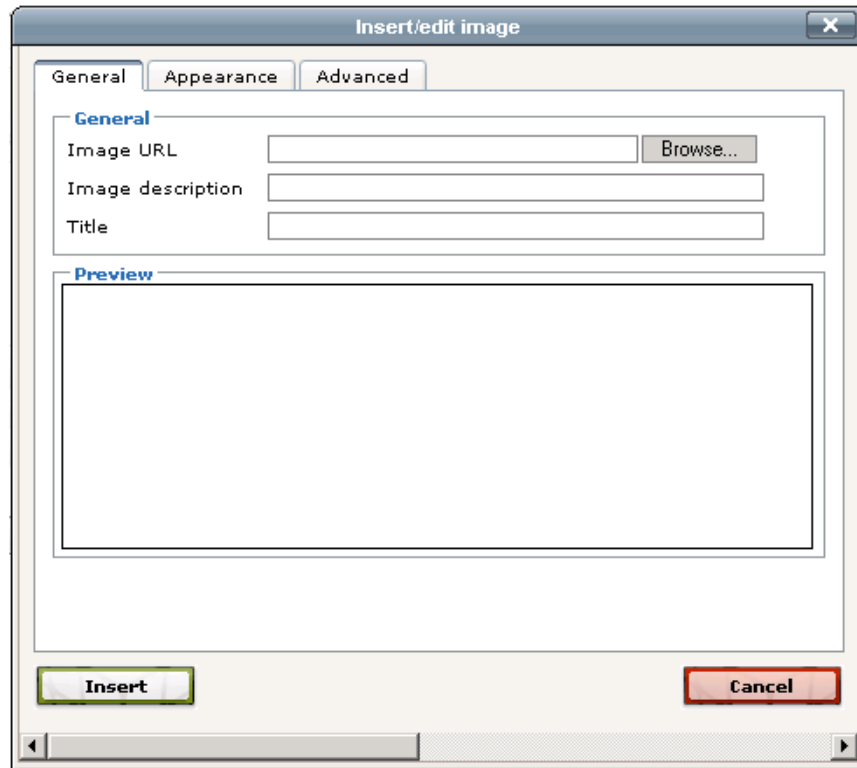 Insert/edit image
General Appearance Advanced
General
Image URL Browse...
Image description
Title
Preview
Insert Cancel